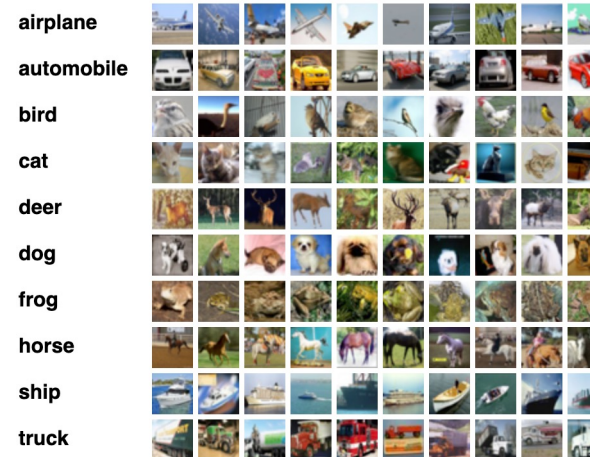 airplane
automobile
bird
cat
deer
dog
frog
horse
ship
truck